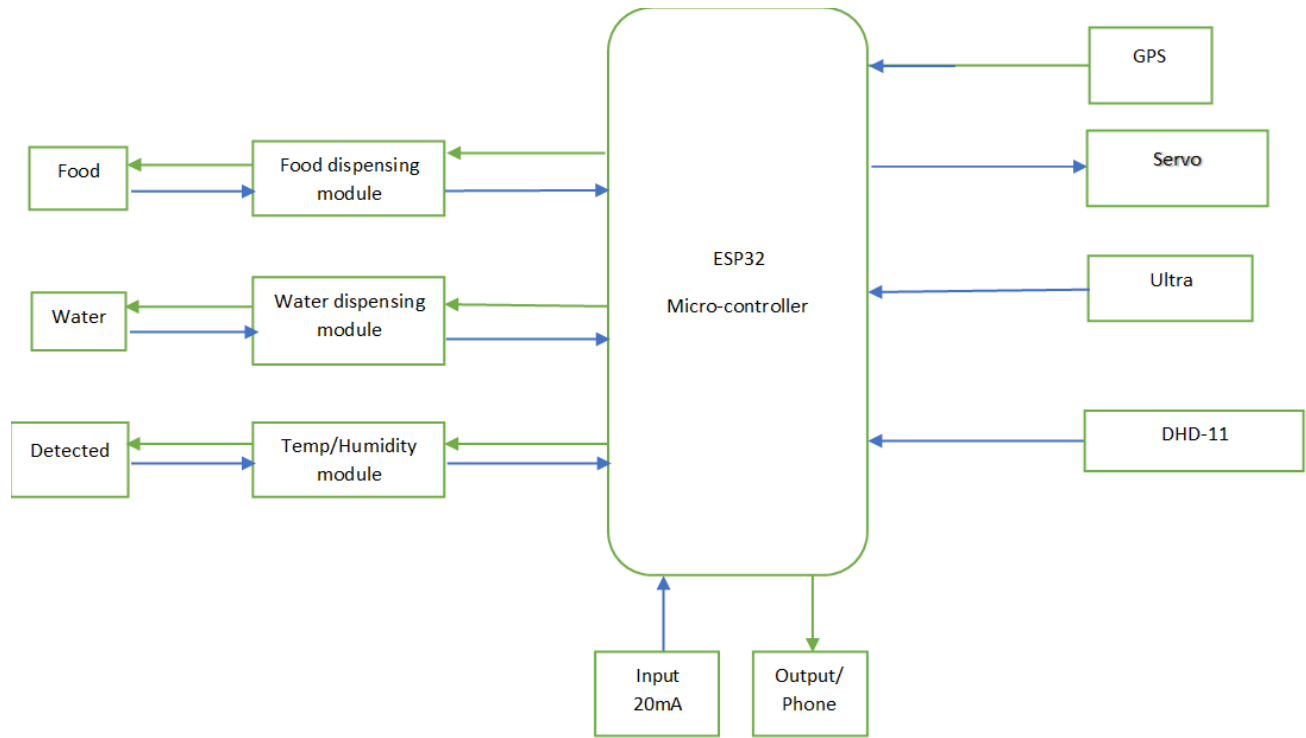 GPS
Food
Food dispensing
module
Servo
ESP32
Micro-controller
Water
Water dispensing
module
Ultra
Detected
Temp/Humidity
module
DHD-11
Input
20mA
Output/
Phone